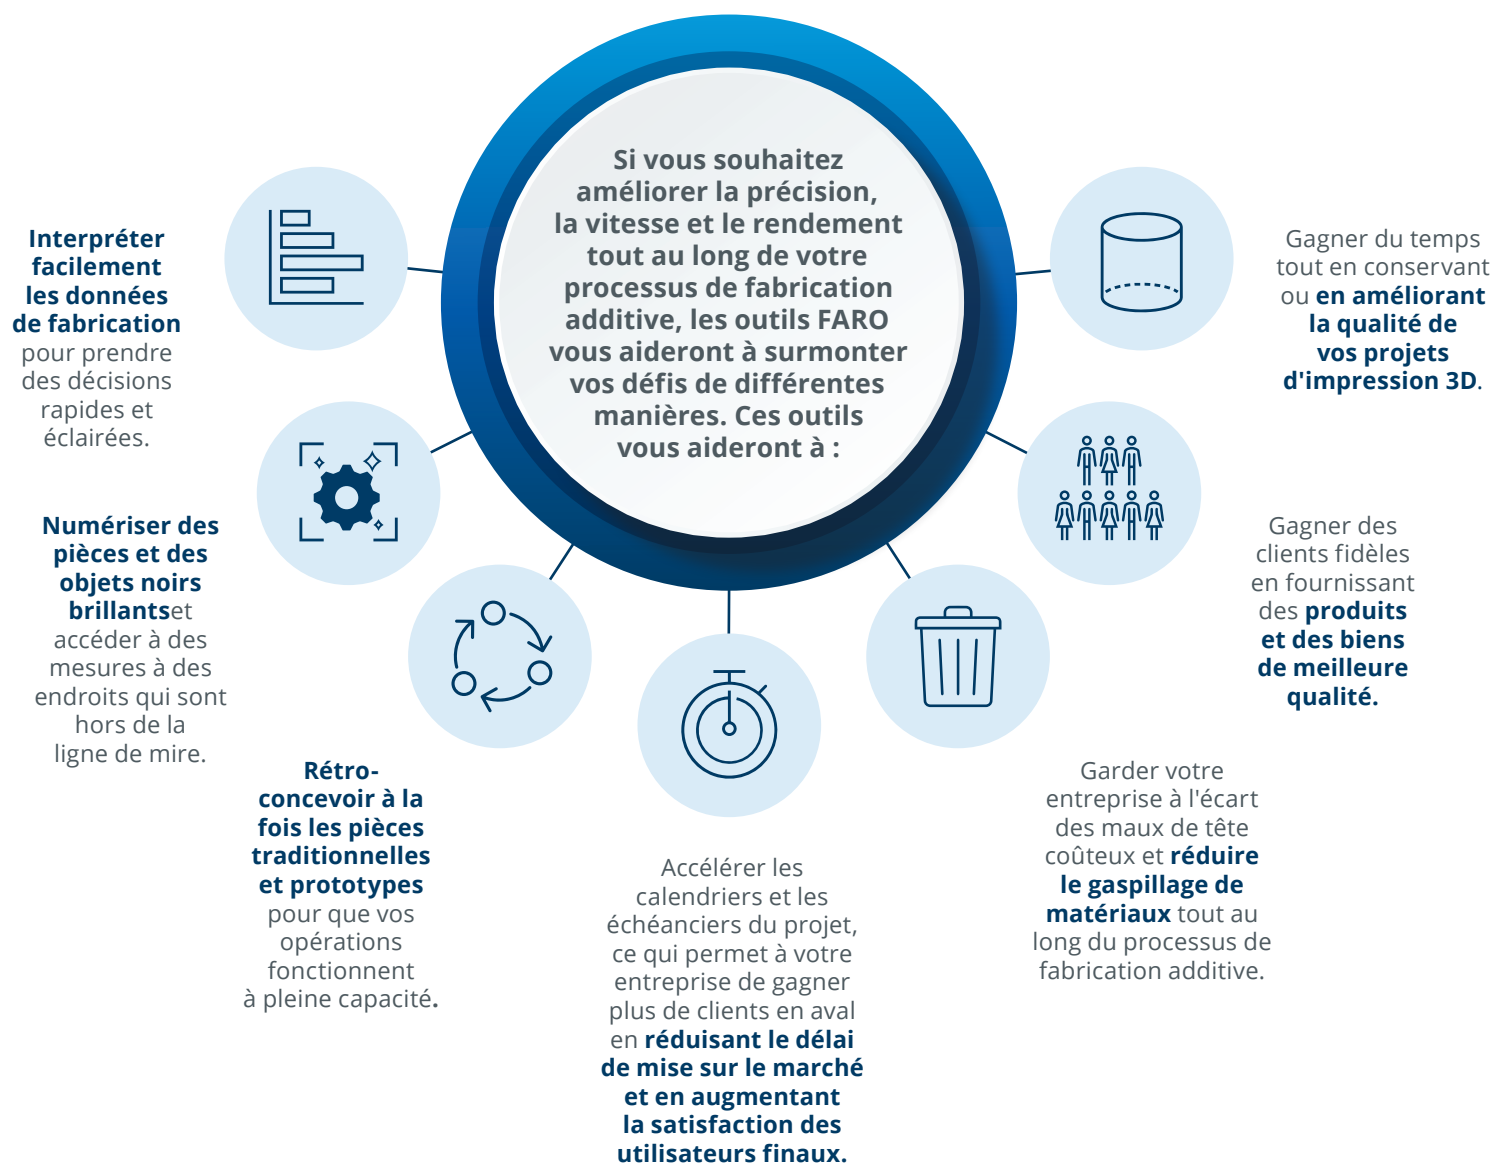 Si vous souhaitez
améliorer la précision,
la vitesse et le rendement
tout au long de votre
processus de fabrication
additive, les outils FARO
vous aideront à surmonter
vos défis de différentes
manières. Ces outils
vous aideront à :
Interpréter
facilement
les données
de fabrication
pour prendre
des décisions
rapides et
éclairées.
Numériser des
pièces et des
objets noirs
brillantset
accéder à des
mesures à des
endroits qui sont
hors de la
ligne de mire.
Rétro-
concevoir à la
fois les pièces
traditionnelles
et prototypes
pour que vos
opérations
fonctionnent
à pleine capacité.
Accélérer les
calendriers et les
échéanciers du projet,
ce qui permet à votre
entreprise de gagner
plus de clients en aval
en réduisant le délai
de mise sur le marché
et en augmentant
la satisfaction des
utilisateurs finaux.
Garder votre
entreprise à l'écart
des maux de tête
coûteux et réduire
le gaspillage de
matériaux tout au
long du processus de
fabrication additive.
Gagner des
clients fidèles
en fournissant
des produits
et des biens
de meilleure
qualité.
Gagner du temps
tout en conservant
ou en améliorant
la qualité de
vos projets
d'impression 3D.